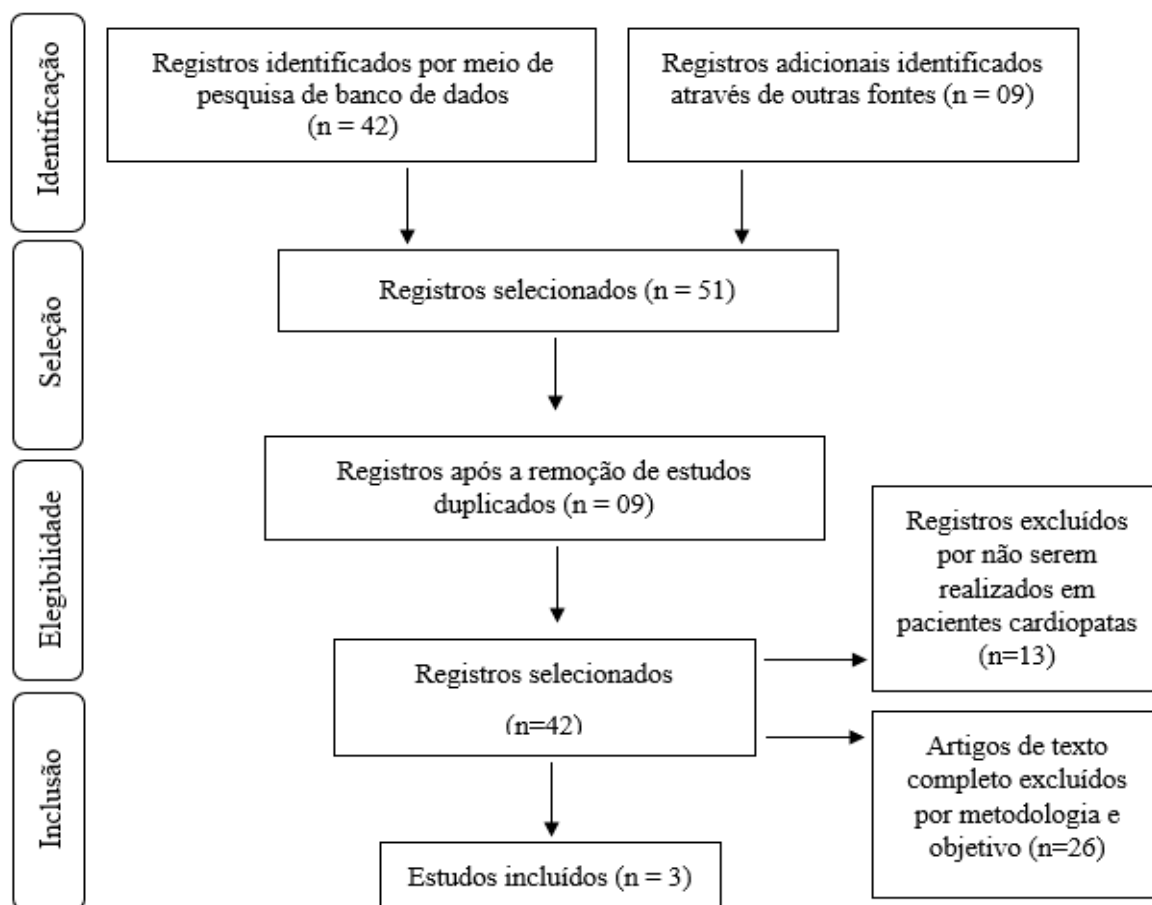 Identificação
Registros identificados por meio de
pesquisa de banco de dados
(n = 42)
Registros adicionais identificados
através de outras fontes (n = 09)
Seleção
Registros selecionados (n = 51)
Elegibilidade
Registros após a remoção de estudos
duplicados (n = 09)
Registros excluídos
por não serem
realizados em
pacientes cardiopatas
(n=13)
Registros selecionados
(n=42)
Inclusão
Artigos de texto
completo excluídos
por metodologia e
objetivo (n=26)
Estudos incluídos (n = 3)